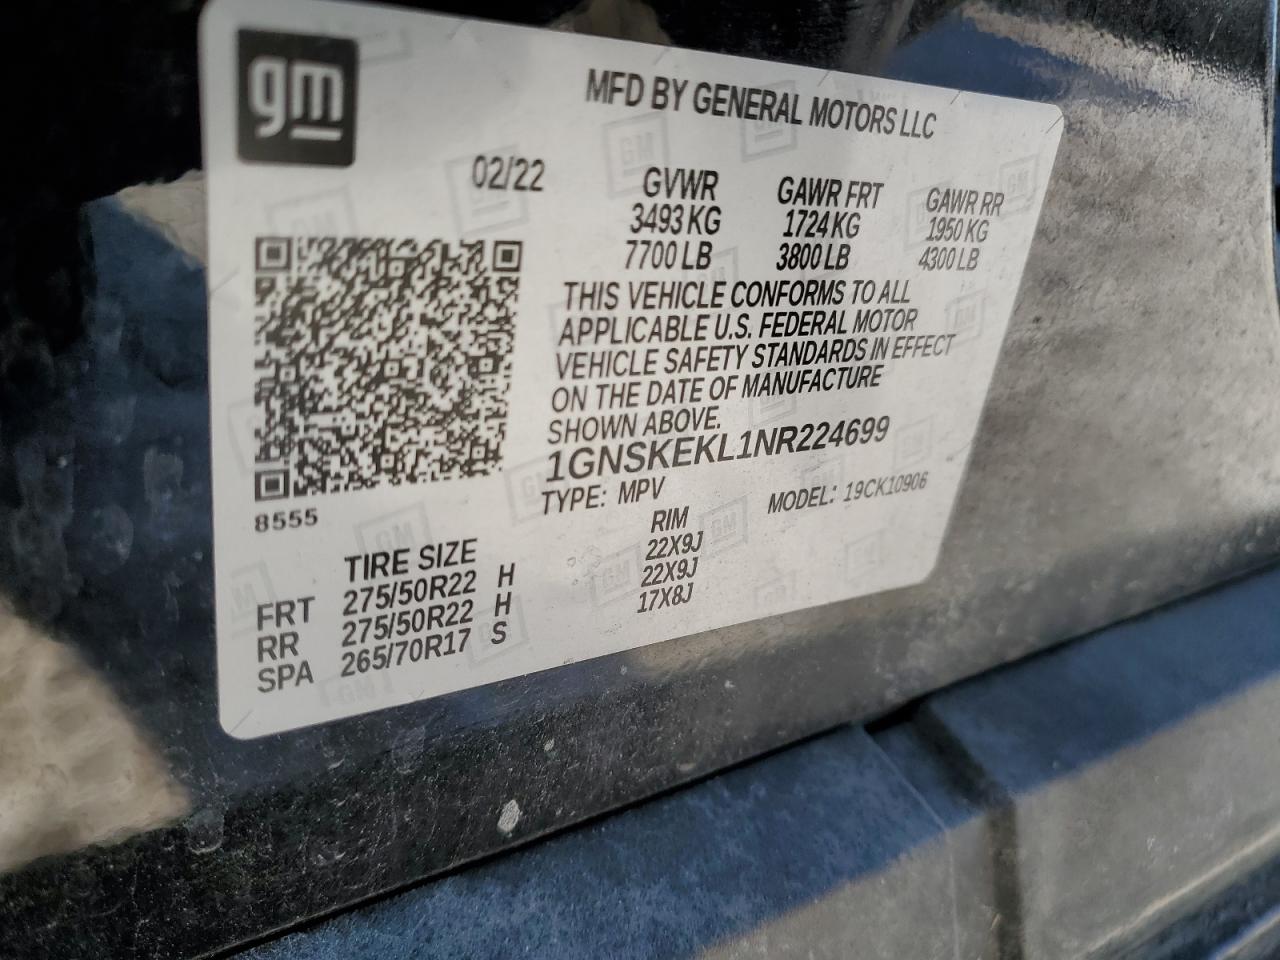 gm
MFD BY GENERAL MOTORS LLC
02/22 GVWR GAWR FRT GAWR RR
3493 KG 1724 KG 1950 KG
7700 LB 3800 LB 4300 LB
THIS VEHICLE CONFORMS TO ALL
APPLICABLE U.S. FEDERAL MOTOR
VEHICLE SAFETY STANDARDS IN EFFECT
ON THE DATE OF MANUFACTURE
SHOWN ABOVE.
1GNSKEKL1NR224699
TYPE: MPV MODEL: 19CK10906
8555
TIRE SIZE RIM
FRT 275/50R22 H 22X9J
RR 275/50R22 H 22X9J
SPA 265/70R17 S 17X8J